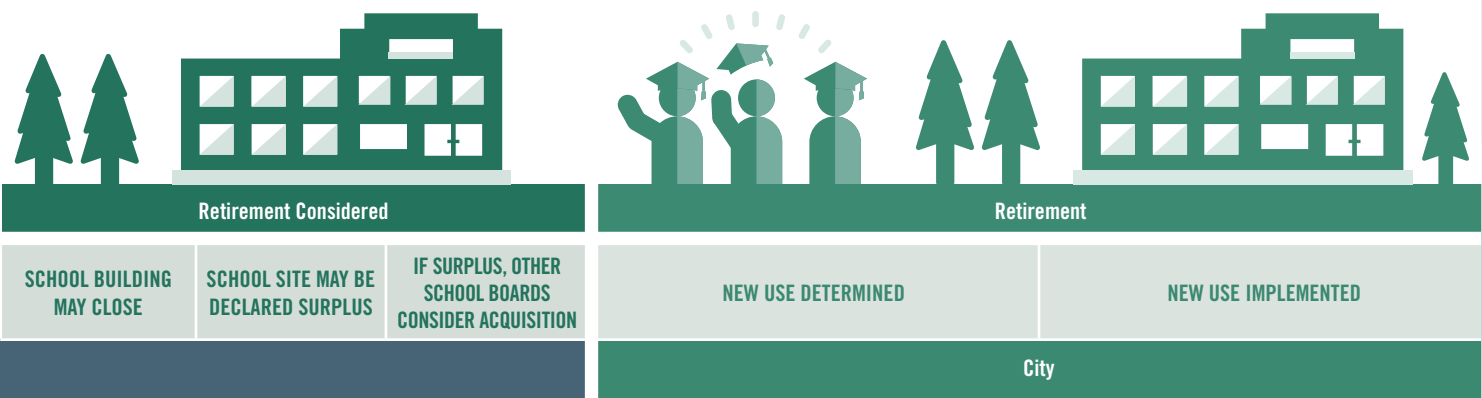 Retirement Considered
Retirement
SCHOOL BUILDING
MAY CLOSE
SCHOOL SITE MAY BE
DECLARED SURPLUS
IF SURPLUS, OTHER
SCHOOL BOARDS
CONSIDER ACQUISITION
NEW USE DETERMINED
NEW USE IMPLEMENTED
City